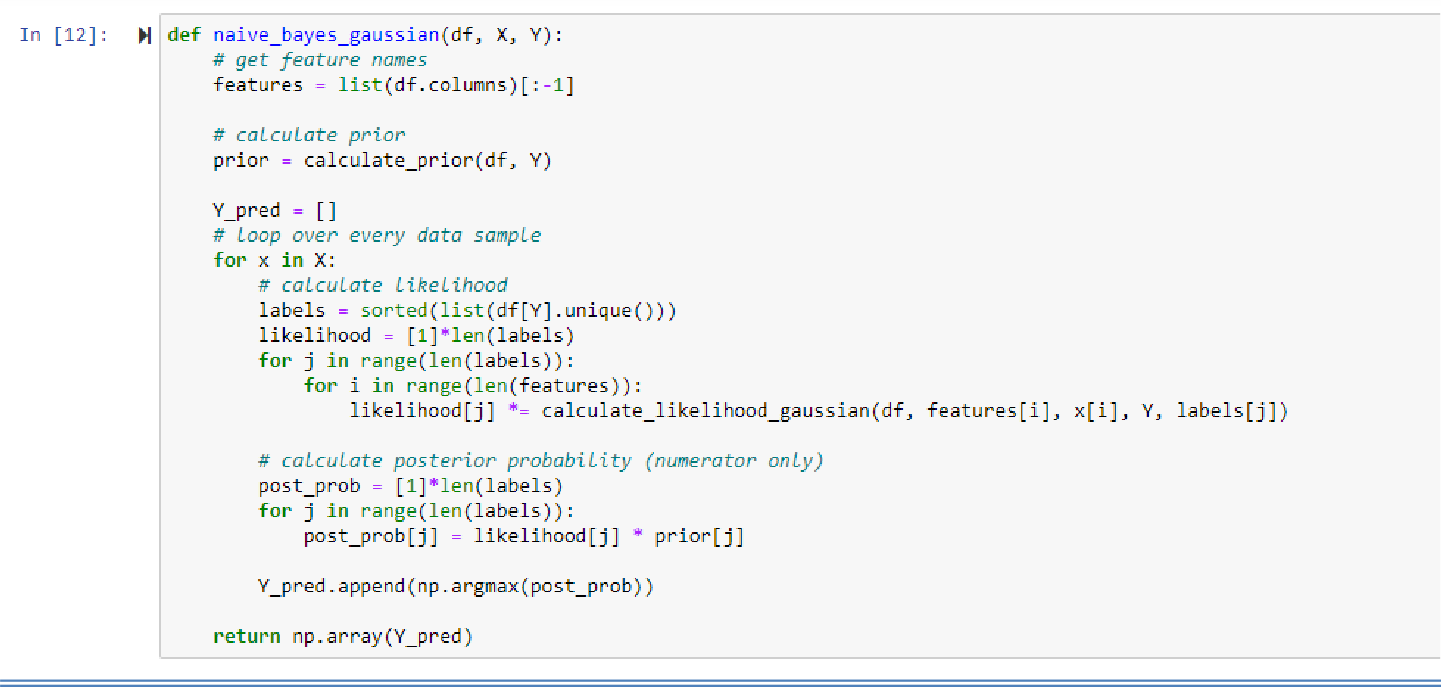 In [12]:
def naive_bayes_gaussian(df, X, Y):
    # get feature names
    features = list(df.columns)[:-1]

    # calculate prior
    prior = calculate_prior(df, Y)

    Y_pred = []
    # loop over every data sample
    for x in X:
        # calculate likelihood
        labels = sorted(list(df[Y].unique()))
        likelihood = [1]*len(labels)
        for j in range(len(labels)):
            for i in range(len(features)):
                likelihood[j] *= calculate_likelihood_gaussian(df, features[i], x[i], Y, labels[j])

        # calculate posterior probability (numerator only)
        post_prob = [1]*len(labels)
        for j in range(len(labels)):
            post_prob[j] = likelihood[j] * prior[j]

        Y_pred.append(np.argmax(post_prob))

    return np.array(Y_pred)